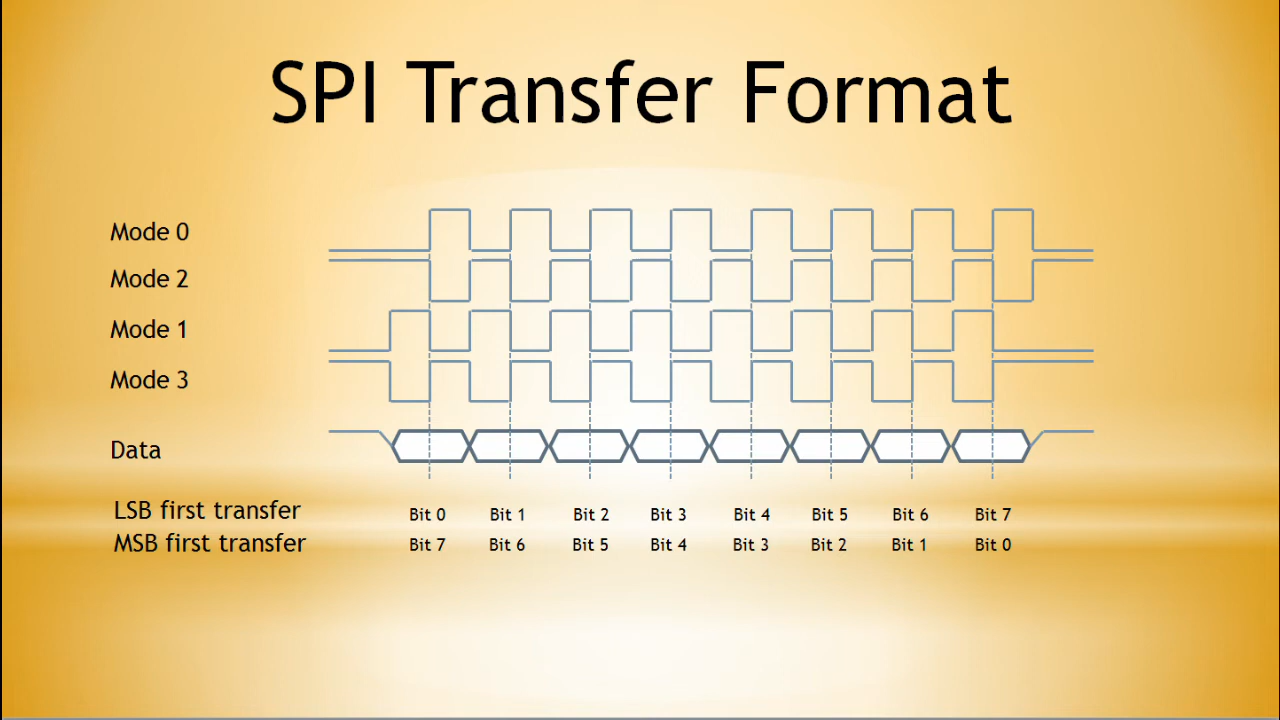 SPI Transfer Format
Mode 0
Mode 2
Mode 1
Mode 3
Data
LSB first transfer Bit 0 Bit 1 Bit 2 Bit 3 Bit 4 Bit 5 Bit 6 Bit 7
MSB first transfer Bit 7 Bit 6 Bit 5 Bit 4 Bit 3 Bit 2 Bit 1 Bit 0